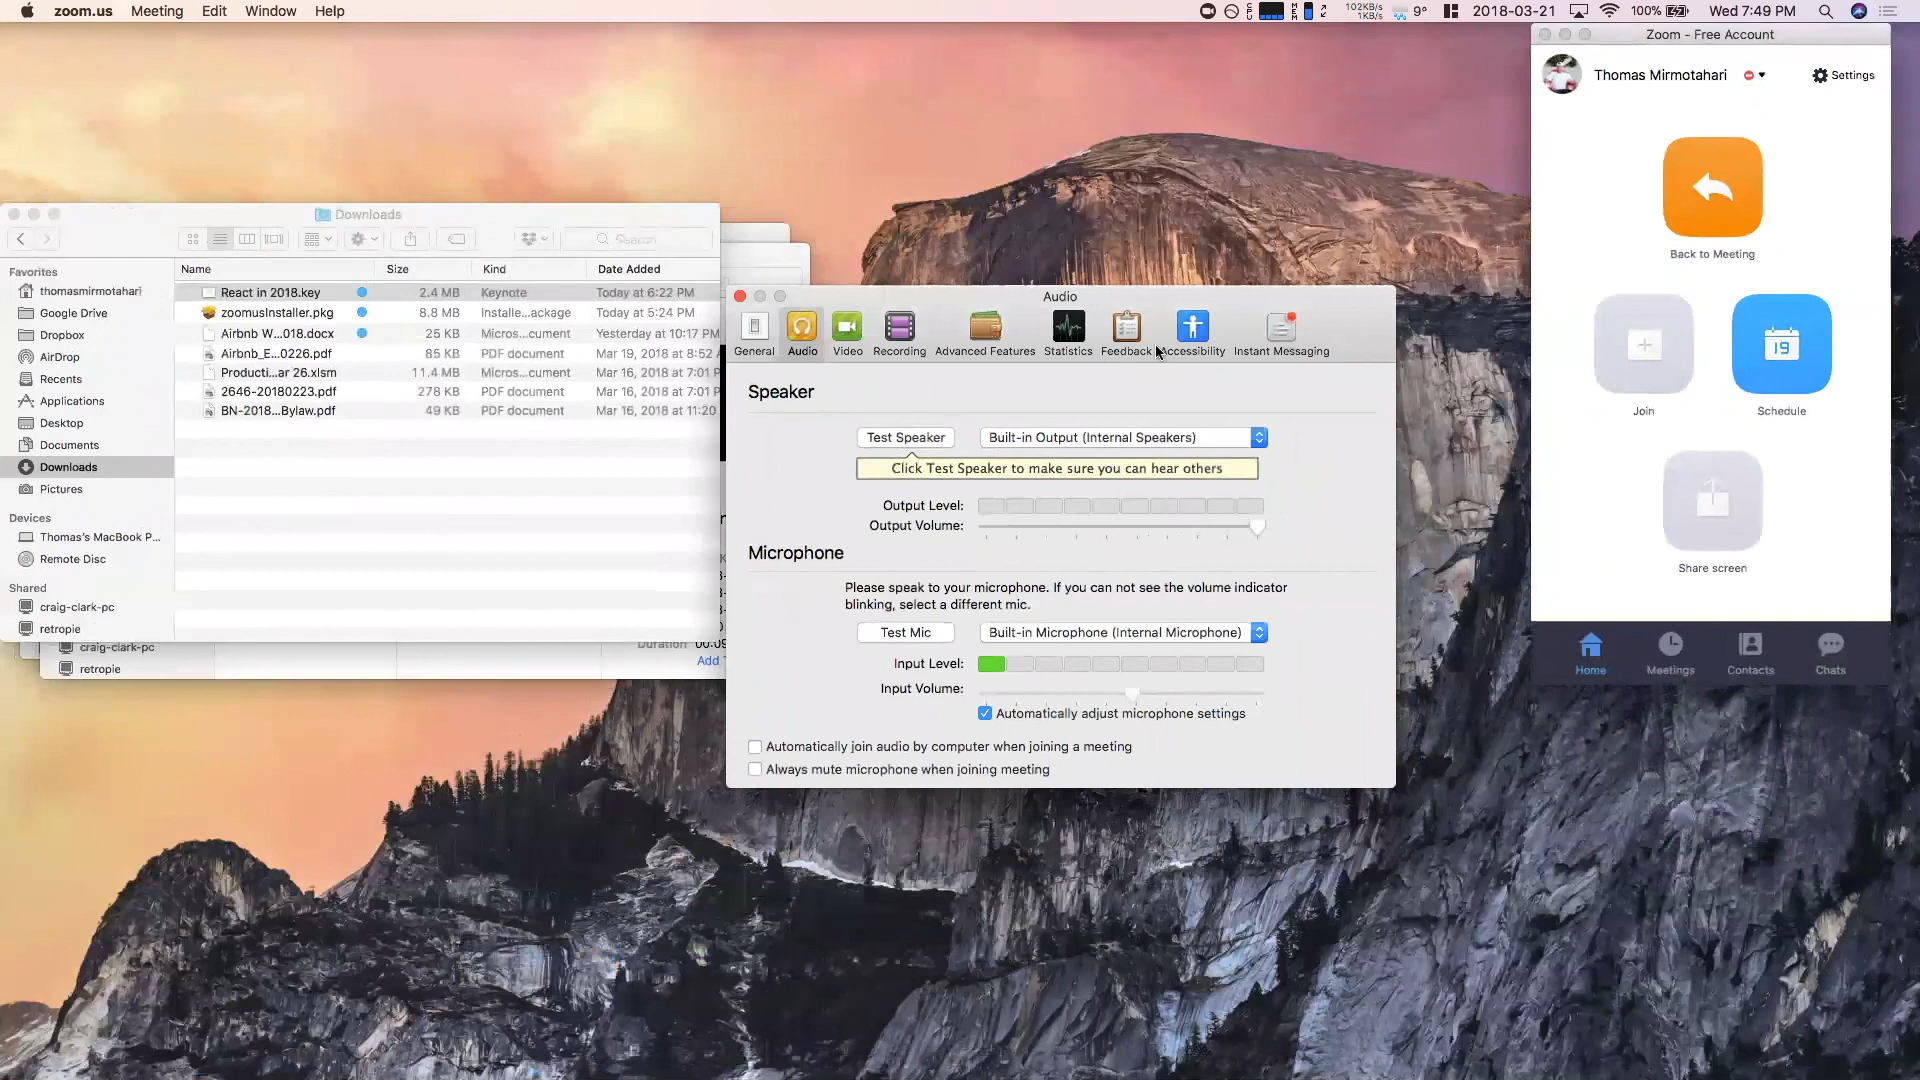 zoom.us Meeting Edit Window Help
102KB/s
1KB/s
9°
2018-03-21
100%
Wed 7:49 PM
Zoom - Free Account
Thomas Mirmotahari
Settings
Back to Meeting
Join
Schedule
19
Share screen
Home
Meetings
Contacts
Chats
Downloads
Search
Name Size Kind Date Added
React in 2018.key 2.4 MB Keynote Today at 6:22 PM
zoomusInstaller.pkg 8.8 MB Installe...ackage Today at 5:24 PM
Airbnb W...018.docx 25 KB Micros...cument Yesterday at 10:17 PM
Airbnb_E...0226.pdf 85 KB PDF document Mar 19, 2018 at 8:52
Producti...ar 26.xlsm 11.4 MB Micros...cument Mar 16, 2018 at 7:01 P
2646-20180223.pdf 278 KB PDF document Mar 16, 2018 at 7:01 P
BN-2018...Bylaw.pdf 49 KB PDF document Mar 16, 2018 at 11:20
Favorites
thomasmirmotahari
Google Drive
Dropbox
AirDrop
Recents
Applications
Desktop
Documents
Downloads
Pictures
Devices
Thomas's MacBook P...
Remote Disc
Shared
craig-clark-pc
retropie
craig-clark-pc
retropie
Duration
Add
Audio
General
Audio
Video
Recording
Advanced Features
Statistics
Feedback
Accessibility
Instant Messaging
Speaker
Test Speaker
Built-in Output (Internal Speakers)
Click Test Speaker to make sure you can hear others
Output Level:
Output Volume:
Microphone
Please speak to your microphone. If you can not see the volume indicator
blinking, select a different mic.
Test Mic
Built-in Microphone (Internal Microphone)
Input Level:
Input Volume:
Automatically adjust microphone settings
Automatically join audio by computer when joining a meeting
Always mute microphone when joining meeting